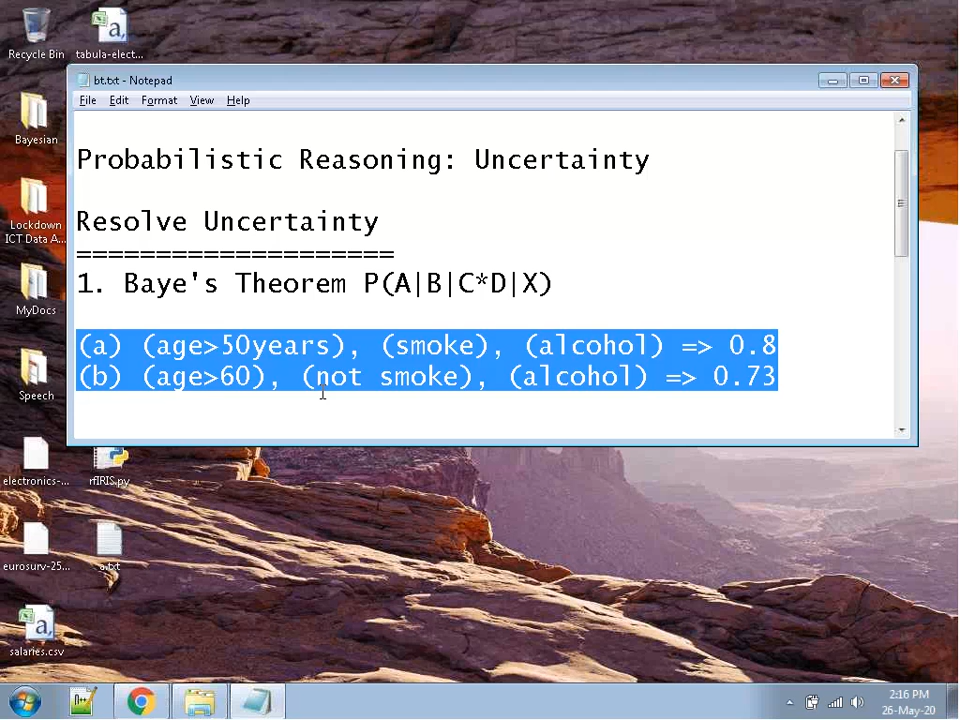 Recycle Bin
tabula-elect...
bt.txt - Notepad
File Edit Format View Help
Bayesian
Probabilistic Reasoning: Uncertainty
Resolve Uncertainty
====================
1. Baye's Theorem P(A|B|C*D|X)
(a) (age>50years), (smoke), (alcohol) => 0.8
(b) (age>60), (not smoke), (alcohol) => 0.73
Lockdown
ICT Data A...
MyDocs
Speech
electronics-...
rfIRIS.py
eurosurv-25...
a.txt
salaries.csv
2:16 PM
26-May-20